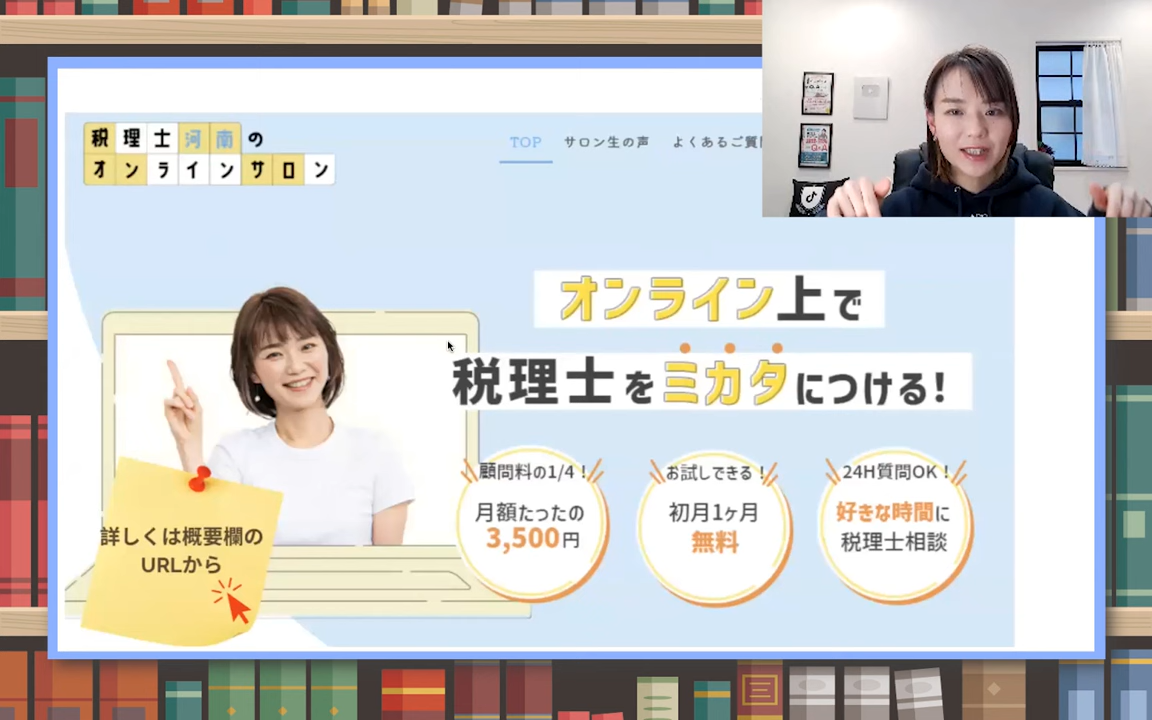 税理士河南の
オンラインサロン
TOP サロン生の声 よくあるご質
オンライン上で
税理士をミカタにつける!
顧問料の1/4!
月額たったの
3,500円
お試しできる!
初月1ヶ月
無料
24H質問OK!
好きな時間に
税理士相談
詳しくは概要欄の
URLから